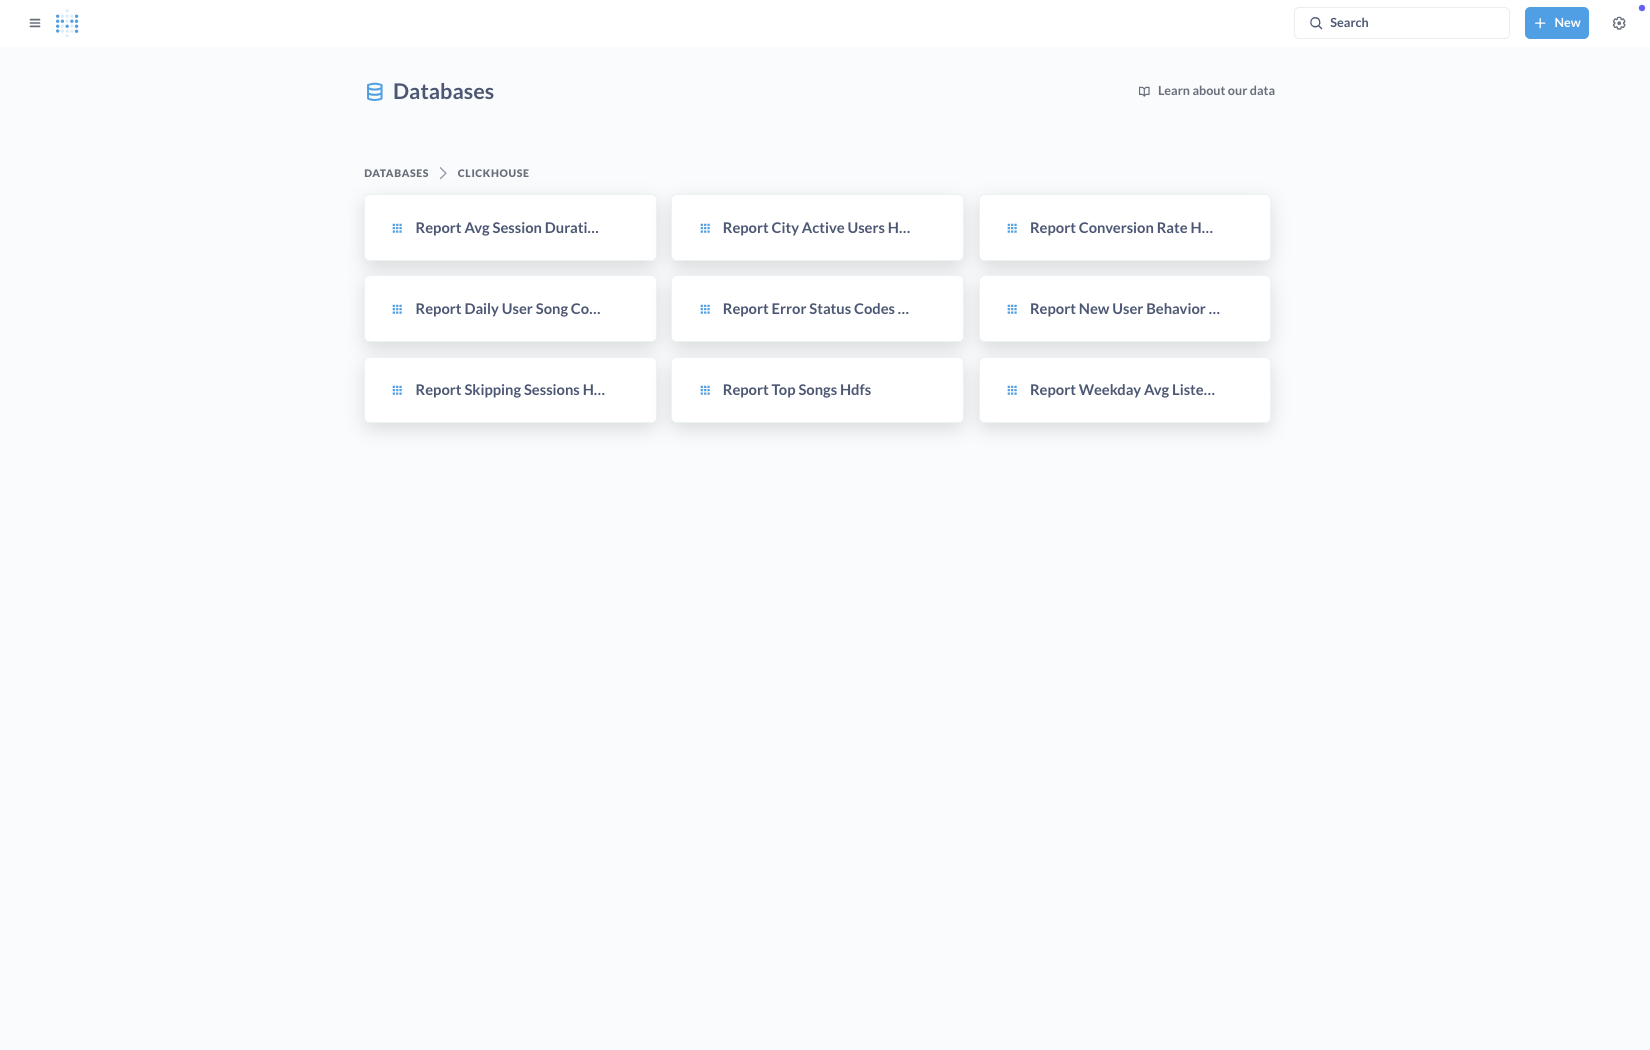 Search
New
Databases
Learn about our data
DATABASES
CLICKHOUSE
Report Avg Session Durati...
Report City Active Users H...
Report Conversion Rate H...
Report Daily User Song Co...
Report Error Status Codes ...
Report New User Behavior ...
Report Skipping Sessions H...
Report Top Songs Hdfs
Report Weekday Avg Liste...